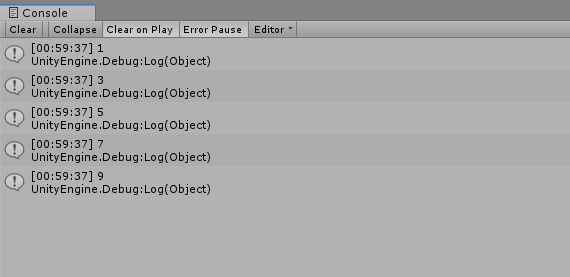 Console
Clear Collapse Clear on Play Error Pause Editor
[00:59:37] 1
UnityEngine.Debug:Log(Object)
[00:59:37] 3
UnityEngine.Debug:Log(Object)
[00:59:37] 5
UnityEngine.Debug:Log(Object)
[00:59:37] 7
UnityEngine.Debug:Log(Object)
[00:59:37] 9
UnityEngine.Debug:Log(Object)